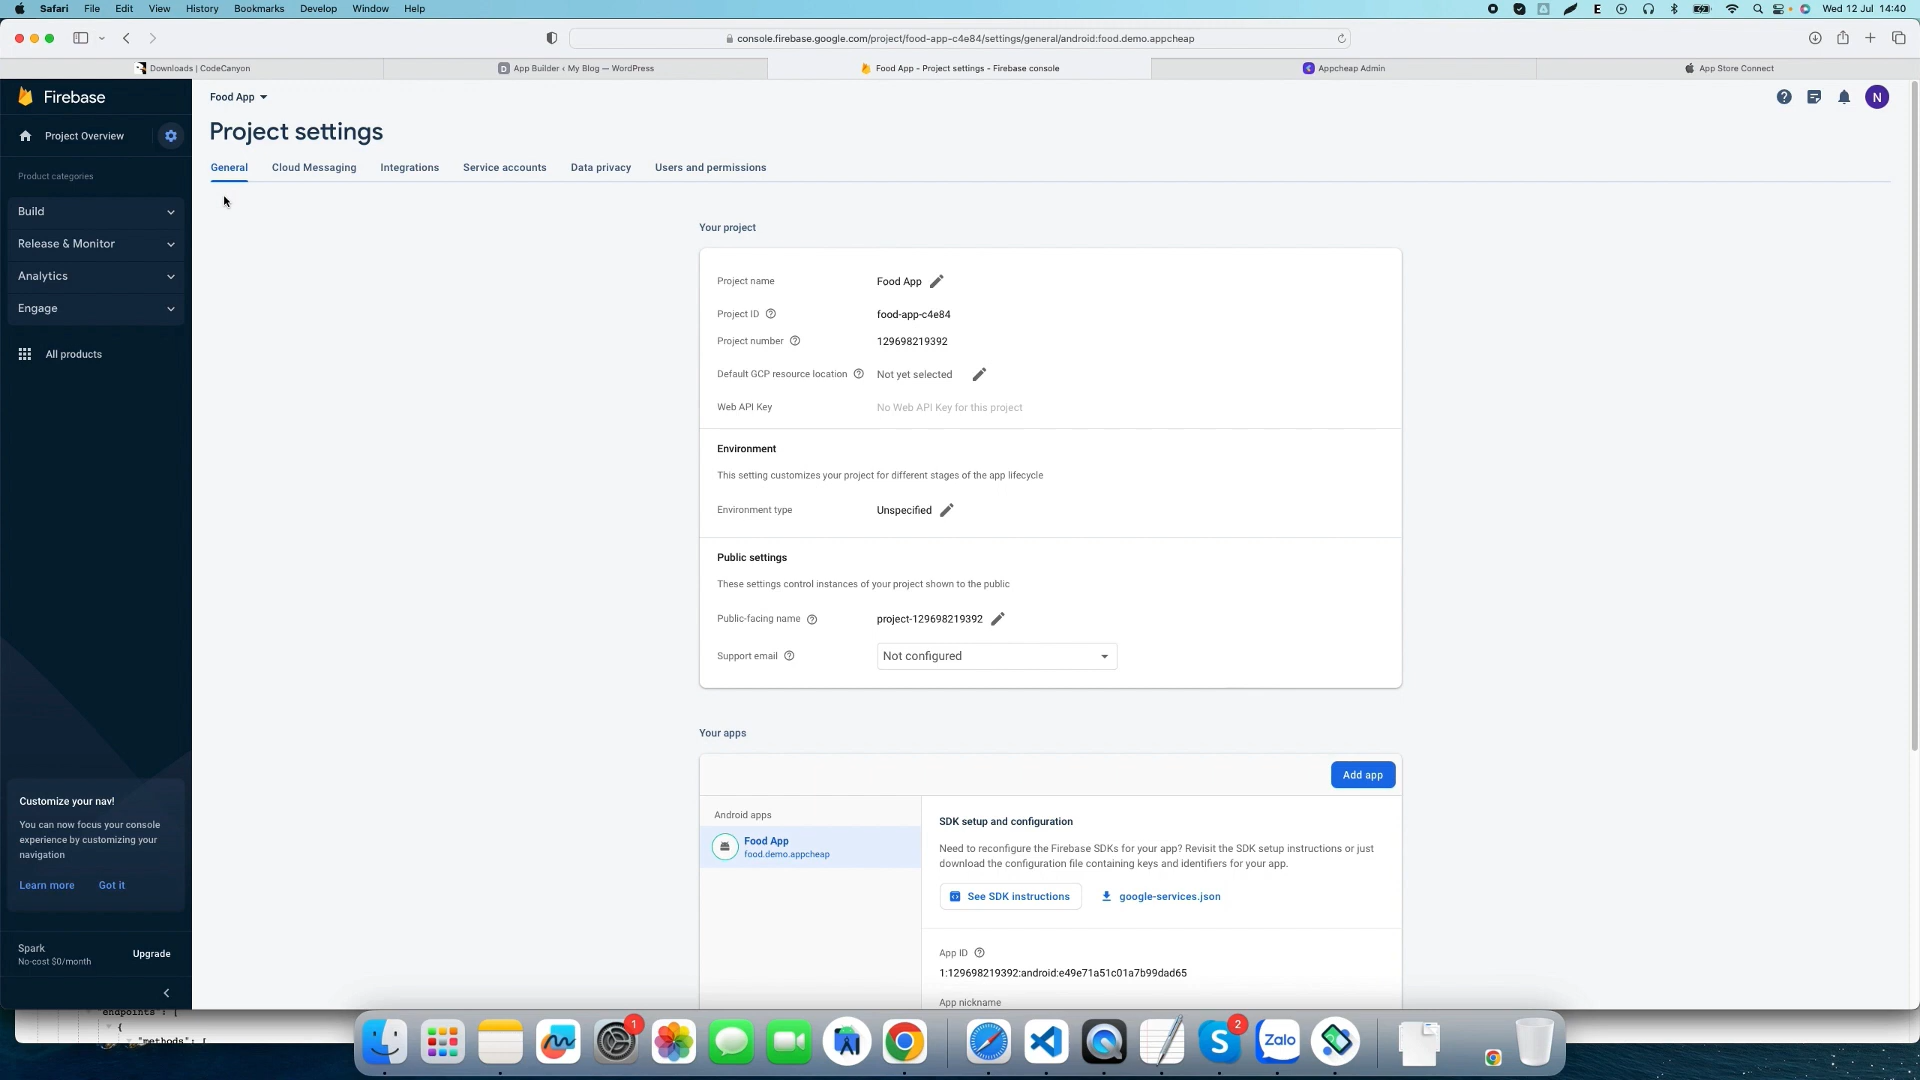 Safari File Edit View History Bookmarks Develop Window Help
E
Wed 12 Jul 14:40
console.firebase.google.com/project/food-app-c4e84/settings/general/android:food.demo.appcheap
Downloads | CodeCanyon
App Builder ‹ My Blog — WordPress
Food App - Project settings - Firebase console
Appcheap Admin
App Store Connect
Firebase
Food App
N
Project Overview
Project settings
General
Cloud Messaging
Integrations
Service accounts
Data privacy
Users and permissions
Product categories
Build
Release & Monitor
Analytics
Engage
All products
Your project
Project name Food App
Project ID food-app-c4e84
Project number 129698219392
Default GCP resource location Not yet selected
Web API Key No Web API Key for this project
Environment
This setting customizes your project for different stages of the app lifecycle
Environment type Unspecified
Public settings
These settings control instances of your project shown to the public
Public-facing name project-129698219392
Support email Not configured
Your apps
Add app
Android apps
Food App
food.demo.appcheap
SDK setup and configuration
Need to reconfigure the Firebase SDKs for your app? Revisit the SDK setup instructions or just
download the configuration file containing keys and identifiers for your app.
See SDK instructions
google-services.json
App ID
1:129698219392:android:e49e71a51c01a7b99dad65
App nickname
Customize your nav!
You can now focus your console
experience by customizing your
navigation
Learn more Got it
Spark
No-cost $0/month
Upgrade
"endpoints": [
{
"methods": [
1
2
S
Zalo